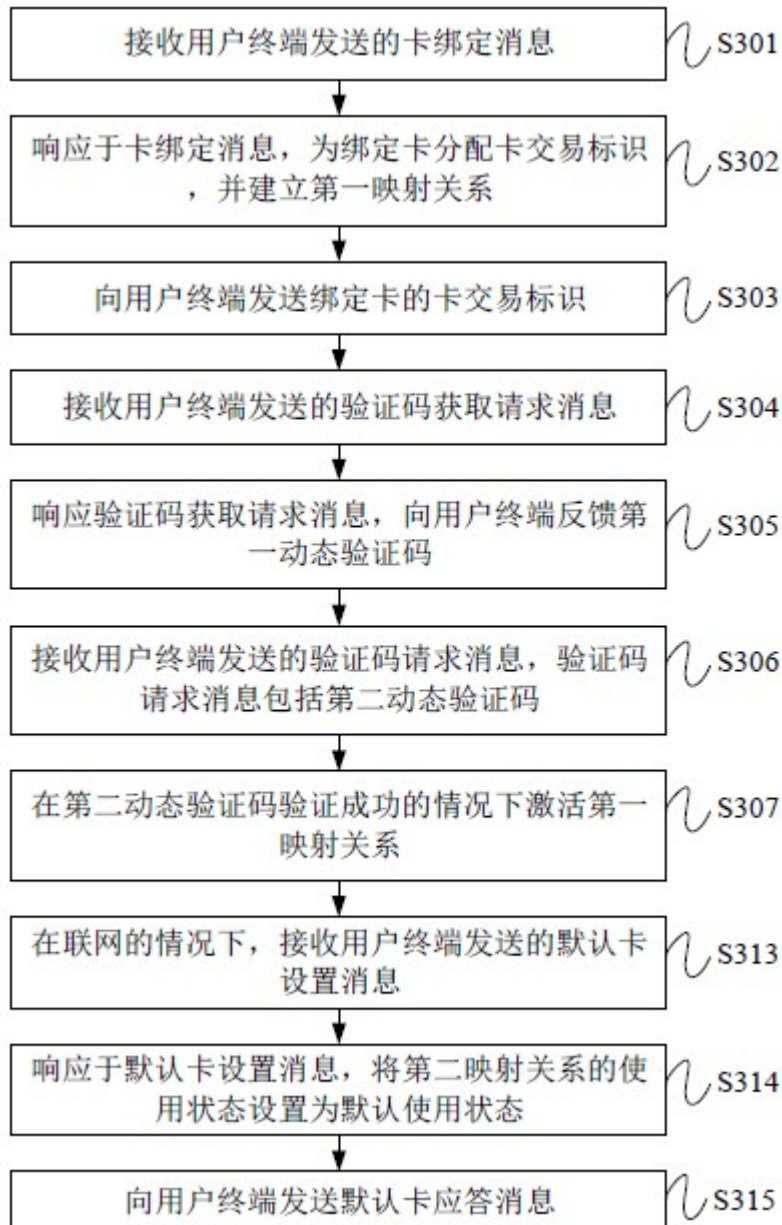 接收用户终端发送的卡绑定消息
S301
响应于卡绑定消息，为绑定卡分配卡交易标识
，并建立第一映射关系
S302
向用户终端发送绑定卡的卡交易标识
S303
接收用户终端发送的验证码获取请求消息
S304
响应验证码获取请求消息，向用户终端反馈第
一动态验证码
S305
接收用户终端发送的验证码请求消息，验证码
请求消息包括第二动态验证码
S306
在第二动态验证码验证成功的情况下激活第一
映射关系
S307
在联网的情况下，接收用户终端发送的默认卡
设置消息
S313
响应于默认卡设置消息，将第二映射关系的使
用状态设置为默认使用状态
S314
向用户终端发送默认卡应答消息
S315